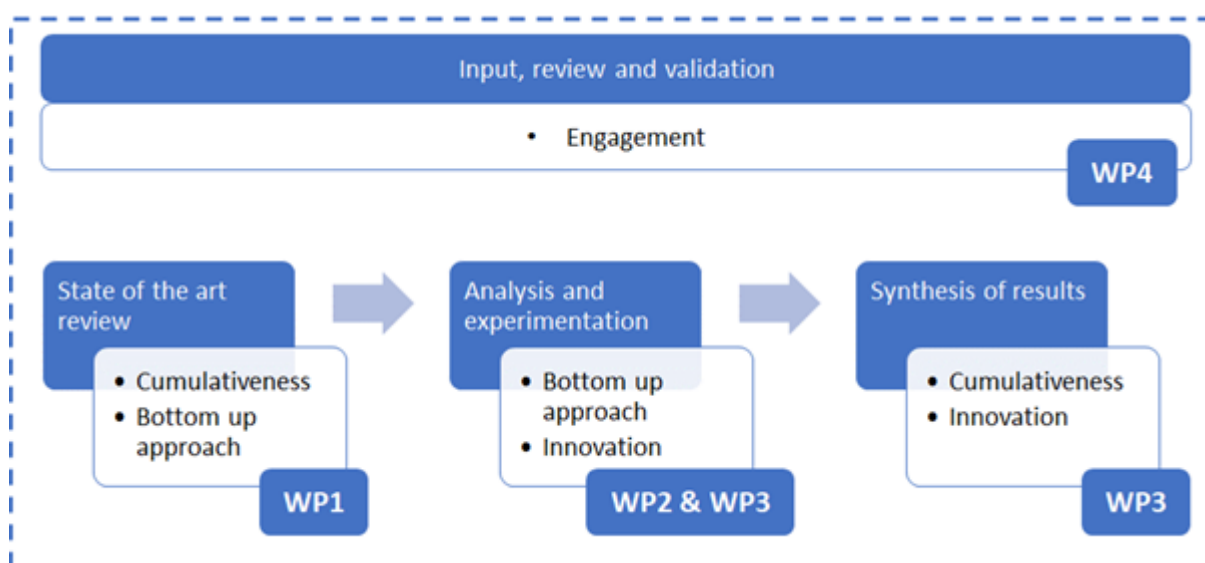 Input, review and validation
• Engagement
WP4
State of the art
review
• Cumulativeness
• Bottom up
approach
WP1
Analysis and
experimentation
• Bottom up
approach
• Innovation
WP2 & WP3
Synthesis of results
• Cumulativeness
• Innovation
WP3